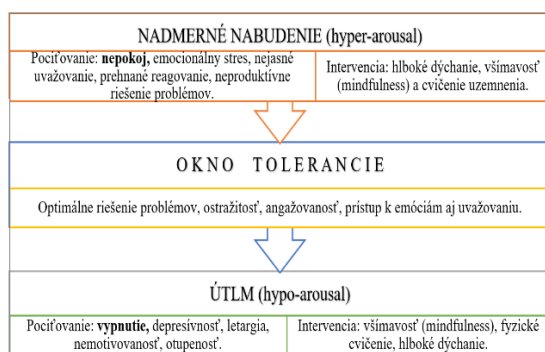 NADMERNÉ NABUDENIE (hyper-arousal)
Pociťovanie: nepokoj, emocionálny stres, nejasné
uvažovanie, prehnané reagovanie, neproduktívne
riešenie problémov.
Intervencia: hlboké dýchanie, všímavosť
(mindfulness) a cvičenie uzemnenia.
OKNO TOLERANCIE
Optimálne riešenie problémov, ostražitosť, angažovanosť, prístup k emóciám aj uvažovaniu.
ÚTLM (hypo-arousal)
Pociťovanie: vypnutie, depresívnosť, letargia,
nemotivovanosť, otupenosť.
Intervencia: všímavosť (mindfulness), fyzické
cvičenie, hlboké dýchanie.